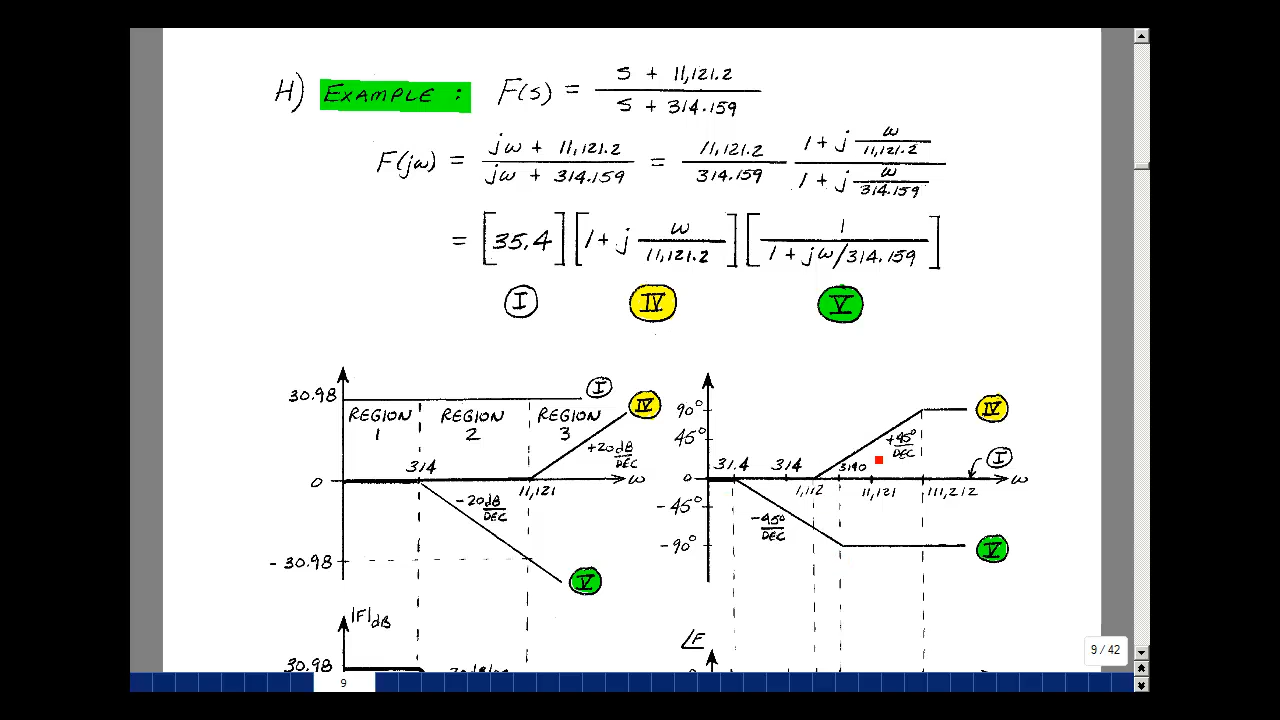 H) EXAMPLE : F(s) = s + 11,121.2 / s + 314.159
F(jω) = jω + 11,121.2 / jω + 314.159 = 11,121.2 / 314.159 1 + j ω/11,121.2 / 1 + j ω/314.159
= [35.4] [1 + j ω/11,121.2] [1 / 1 + jω/314.159]
I IV V
30.98 I IV
REGION 1 REGION 2 REGION 3
+20 dB/DEC
314
0 11,121 ω
-20 dB/DEC
-30.98 V
90° IV
45° +45°/DEC
31.4 314 3140 I
0 1,112 11,121 111,212 ω
-45° -45°/DEC
-90° V
|F|dB
30.98
∠F
9 / 42
9